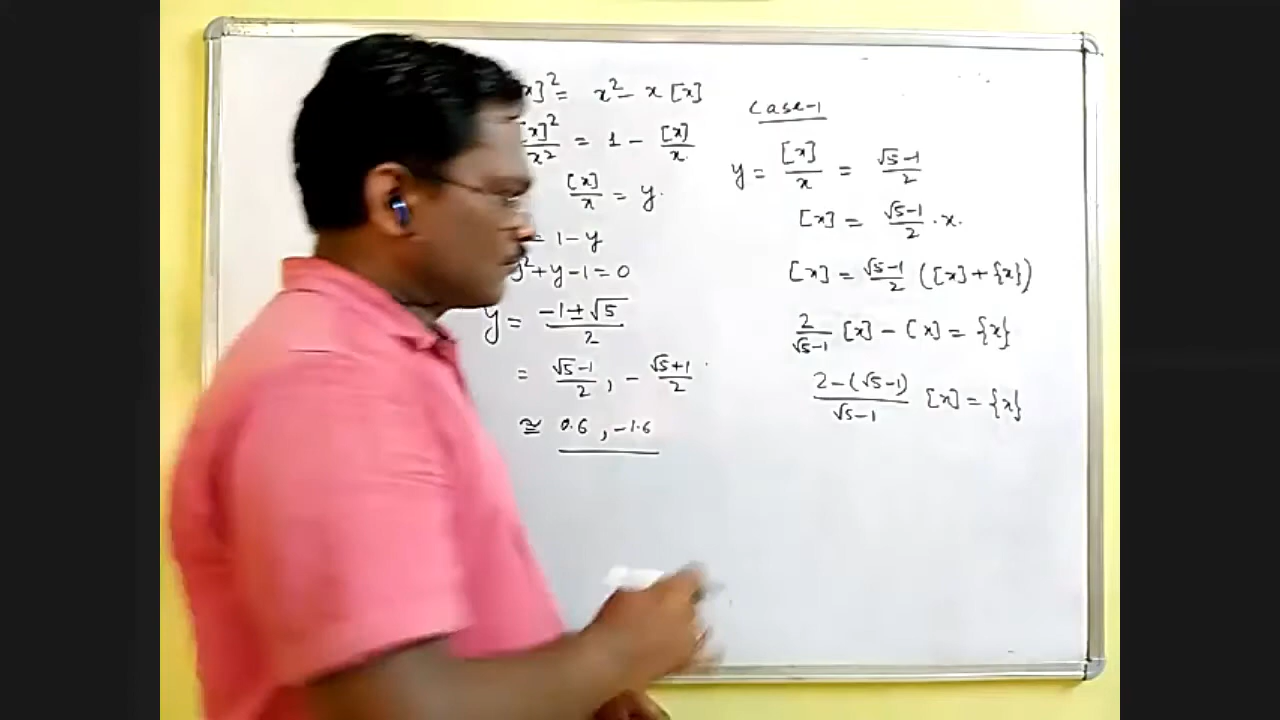 x]² = x² - x [x]
[x]²/x² = 1 - [x]/x
[x]/x = y.
= 1 - y
y² + y - 1 = 0
y = (-1 ± √5)/2
= (√5-1)/2 , - (√5+1)/2
≅ 0.6 , -1.6
Case-1
y = [x]/x = (√5-1)/2
[x] = (√5-1)/2 · x.
[x] = (√5-1)/2 ([x] + {x})
2/(√5-1) [x] - [x] = {x}
(2-(√5-1))/(√5-1) [x] = {x}